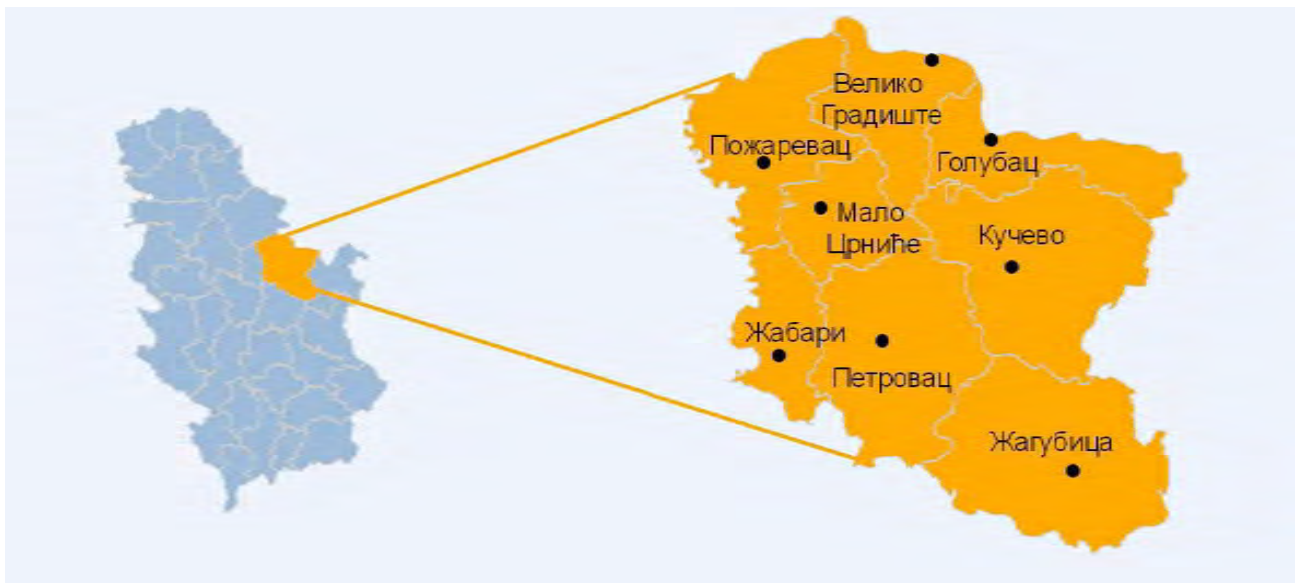 Велико
Градиште
Пожаревац
Голубац
Мало
Црниће
Кучево
Жабари
Петровац
Жагубица